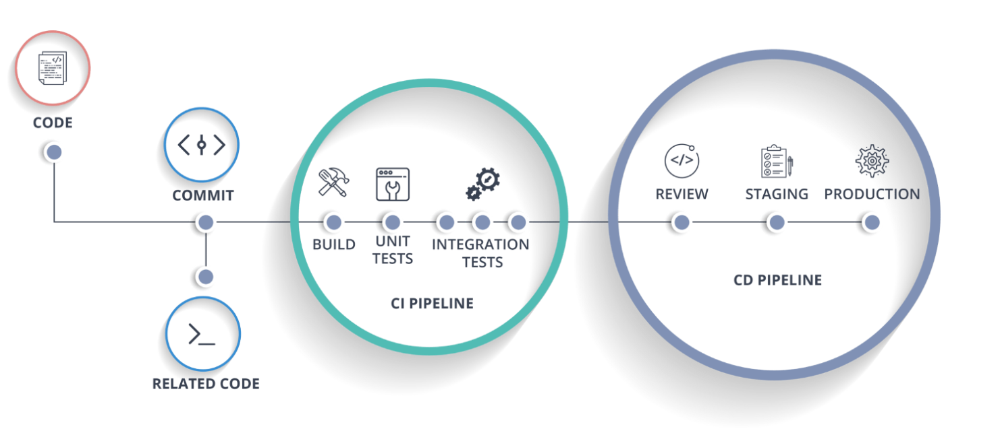 CODE
COMMIT
RELATED CODE
BUILD
UNIT
TESTS
INTEGRATION
TESTS
CI PIPELINE
REVIEW
STAGING
PRODUCTION
CD PIPELINE